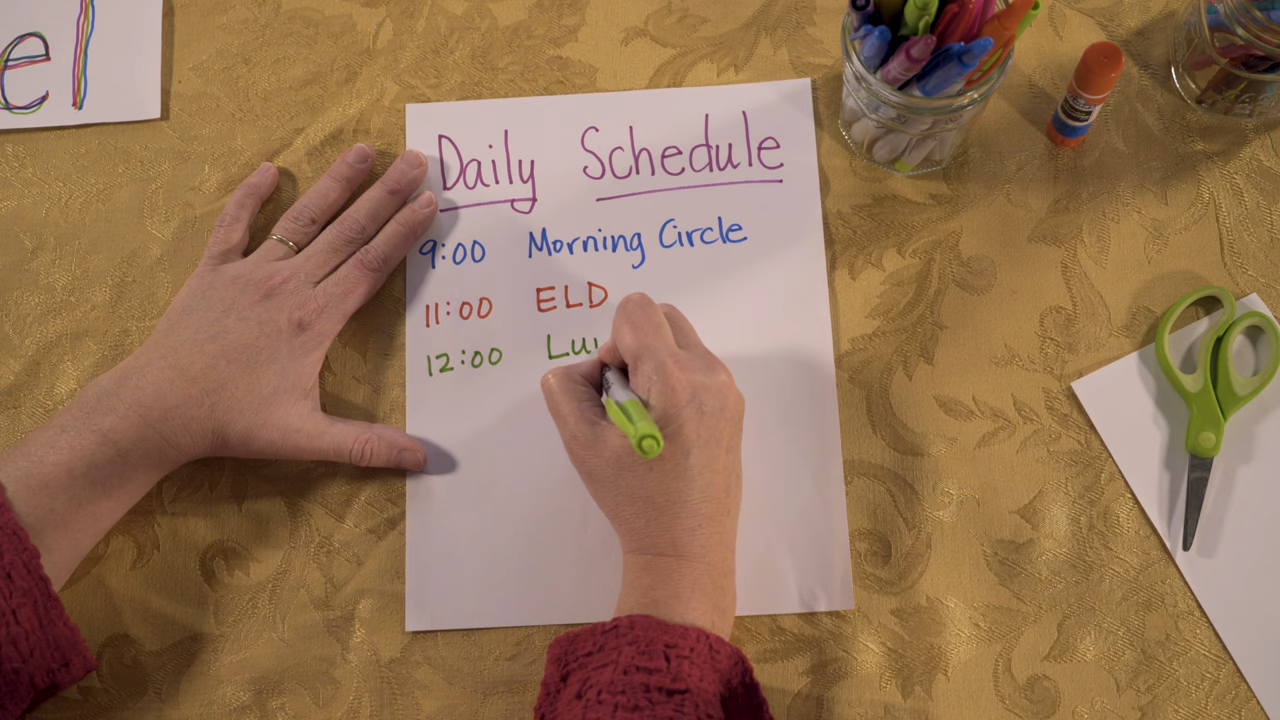 el
Daily Schedule
9:00 Morning Circle
11:00 ELD
12:00 Lu